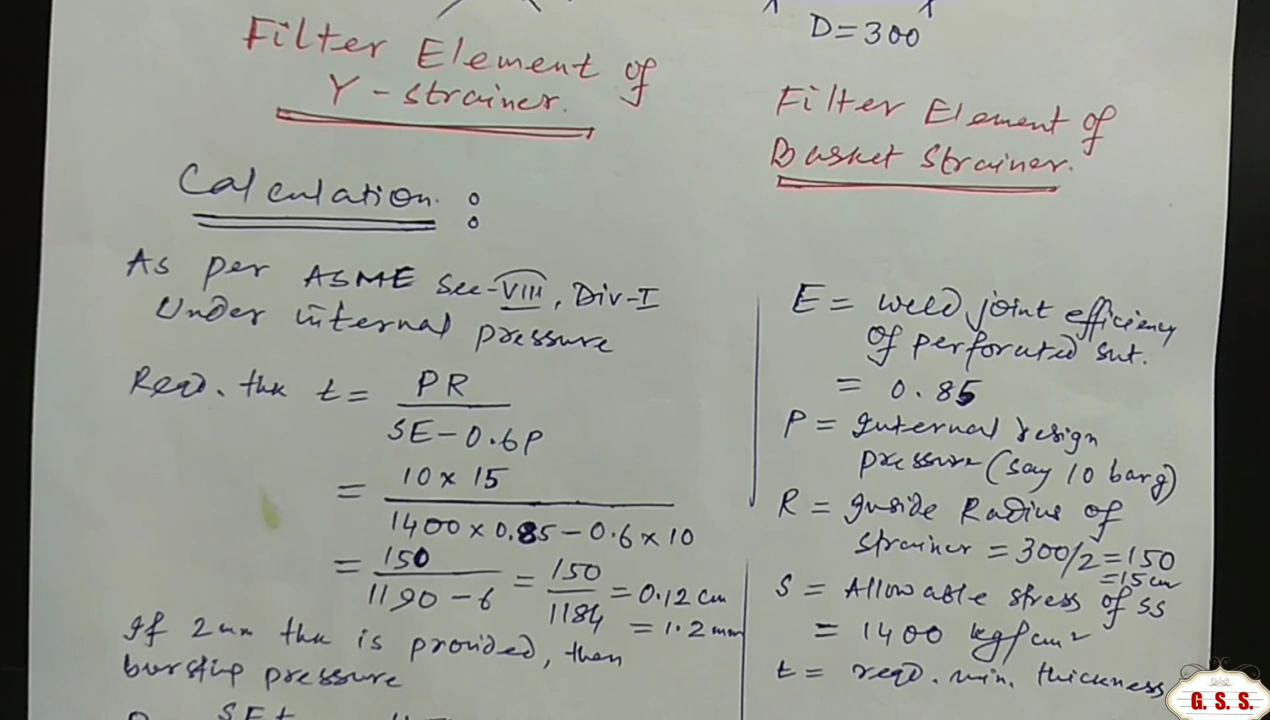 D=300
Filter Element of
Y-strainer.
Filter Element of
Basket Strainer.
Calculation :
As per ASME Sec-VIII, Div-I
Under internal pressure
Reqd. thk t = PR
SE-0.6P
= 10 x 15
1400 x 0.85 - 0.6 x 10
= 150
1190 - 6
= 150
1184
= 0.12 cm
= 1.2 mm
If 2mm thk is provided, then
bursting pressure
SEt
E = weld joint efficiency
of perforated sht.
= 0.85
P = Internal design
pressure (say 10 barg)
R = Inside Radius of
strainer = 300/2 = 150
= 15 cm
S = Allowable stress of SS
= 1400 kgf/cm²
t = reqd. min. thickness
G. S. S.